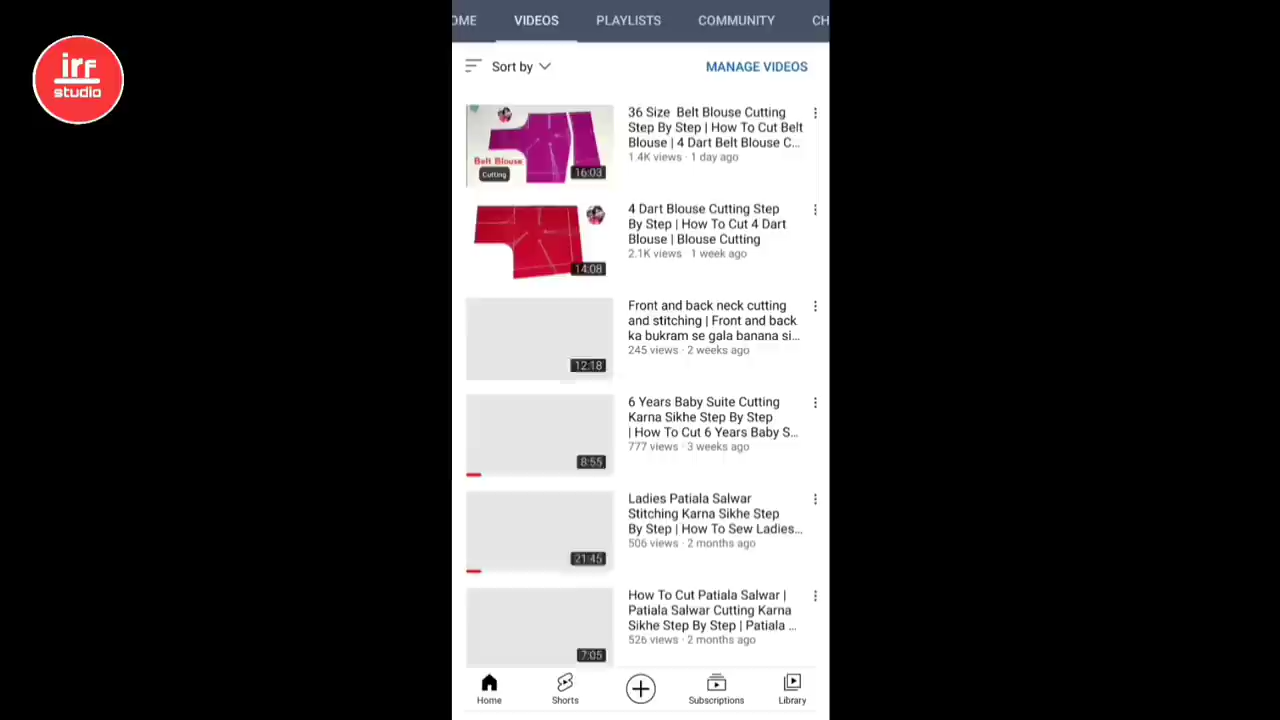 irf
studio
OME
VIDEOS
PLAYLISTS
COMMUNITY
CH
Sort by
MANAGE VIDEOS
Belt Blouse
Cutting
16:03
36 Size Belt Blouse Cutting
Step By Step | How To Cut Belt
Blouse | 4 Dart Belt Blouse C...
1.4K views · 1 day ago
14:08
4 Dart Blouse Cutting Step
By Step | How To Cut 4 Dart
Blouse | Blouse Cutting
2.1K views 1 week ago
12:18
Front and back neck cutting
and stitching | Front and back
ka bukram se gala banana si...
245 views · 2 weeks ago
8:55
6 Years Baby Suite Cutting
Karna Sikhe Step By Step
| How To Cut 6 Years Baby S...
777 views · 3 weeks ago
21:45
Ladies Patiala Salwar
Stitching Karna Sikhe Step
By Step | How To Sew Ladies...
506 views · 2 months ago
7:05
How To Cut Patiala Salwar |
Patiala Salwar Cutting Karna
Sikhe Step By Step | Patiala ...
526 views · 2 months ago
Home
Shorts
Subscriptions
Library